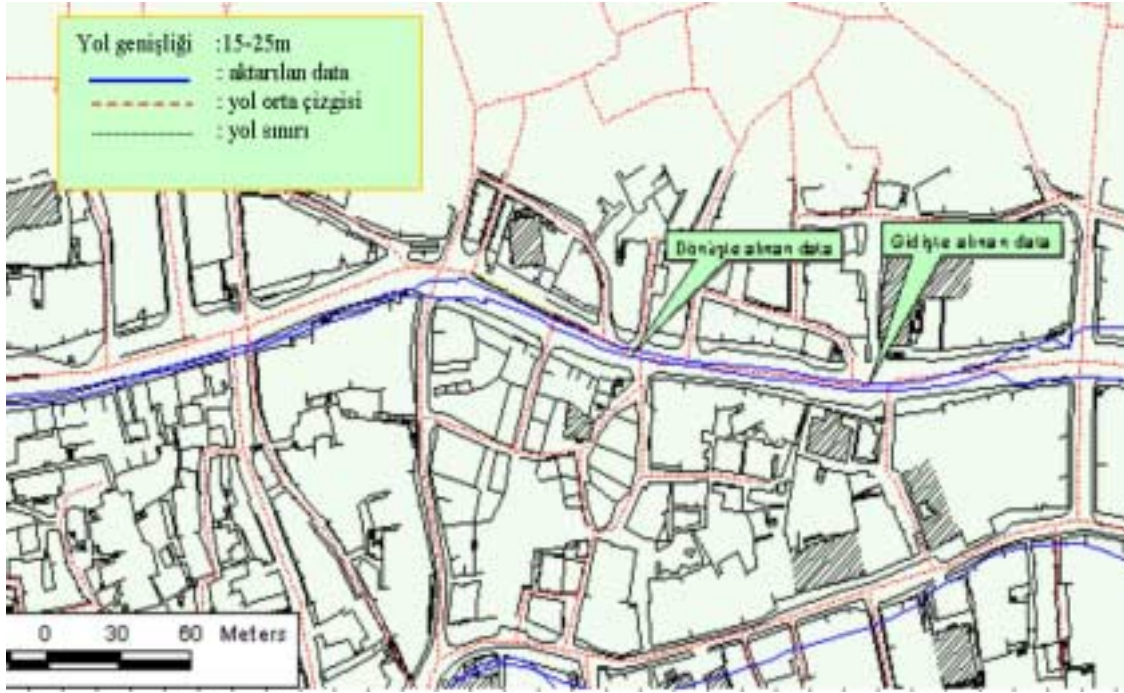 Yol genişliği :15-25m
: aktarılan data
: yol orta çizgisi
: yol sınırı
Dönüşte alınan data
Gidişte alınan data
0 30 60 Meters